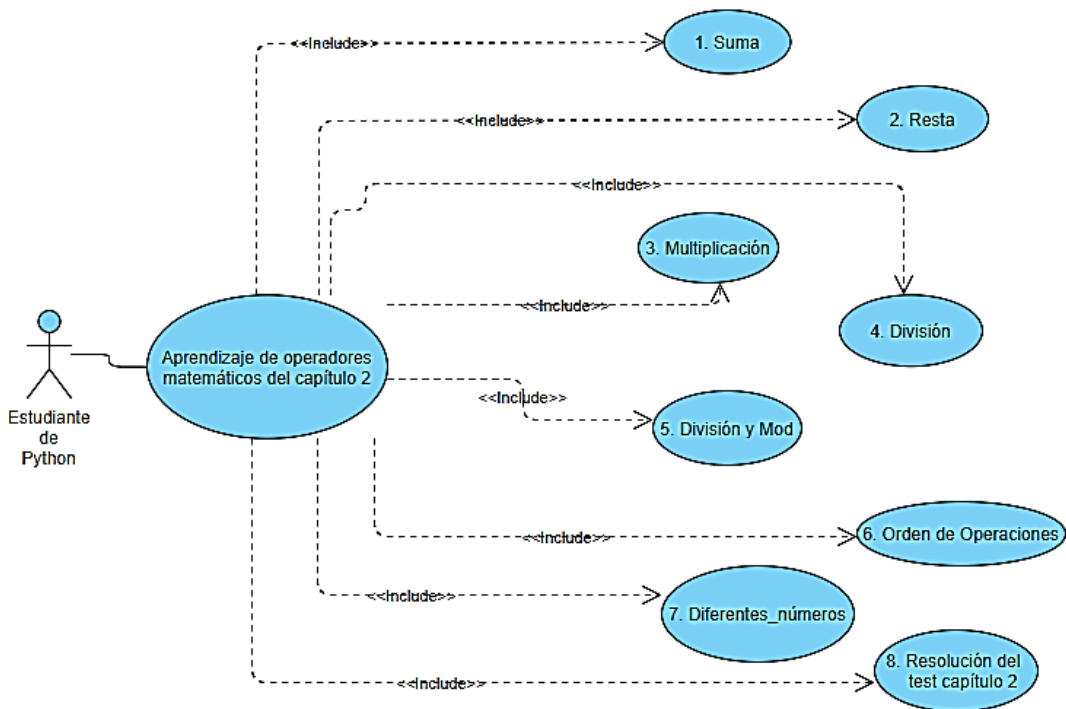 <<Include>>
1. Suma
<<Include>>
2. Resta
<<Include>>
3. Multiplicación
<<Include>>
4. División
Aprendizaje de operadores
matemáticos del capítulo 2
Estudiante
de
Python
<<Include>>
5. División y Mod
<<Include>>
6. Orden de Operaciones
<<Include>>
7. Diferentes_números
<<Include>>
8. Resolución del
test capítulo 2